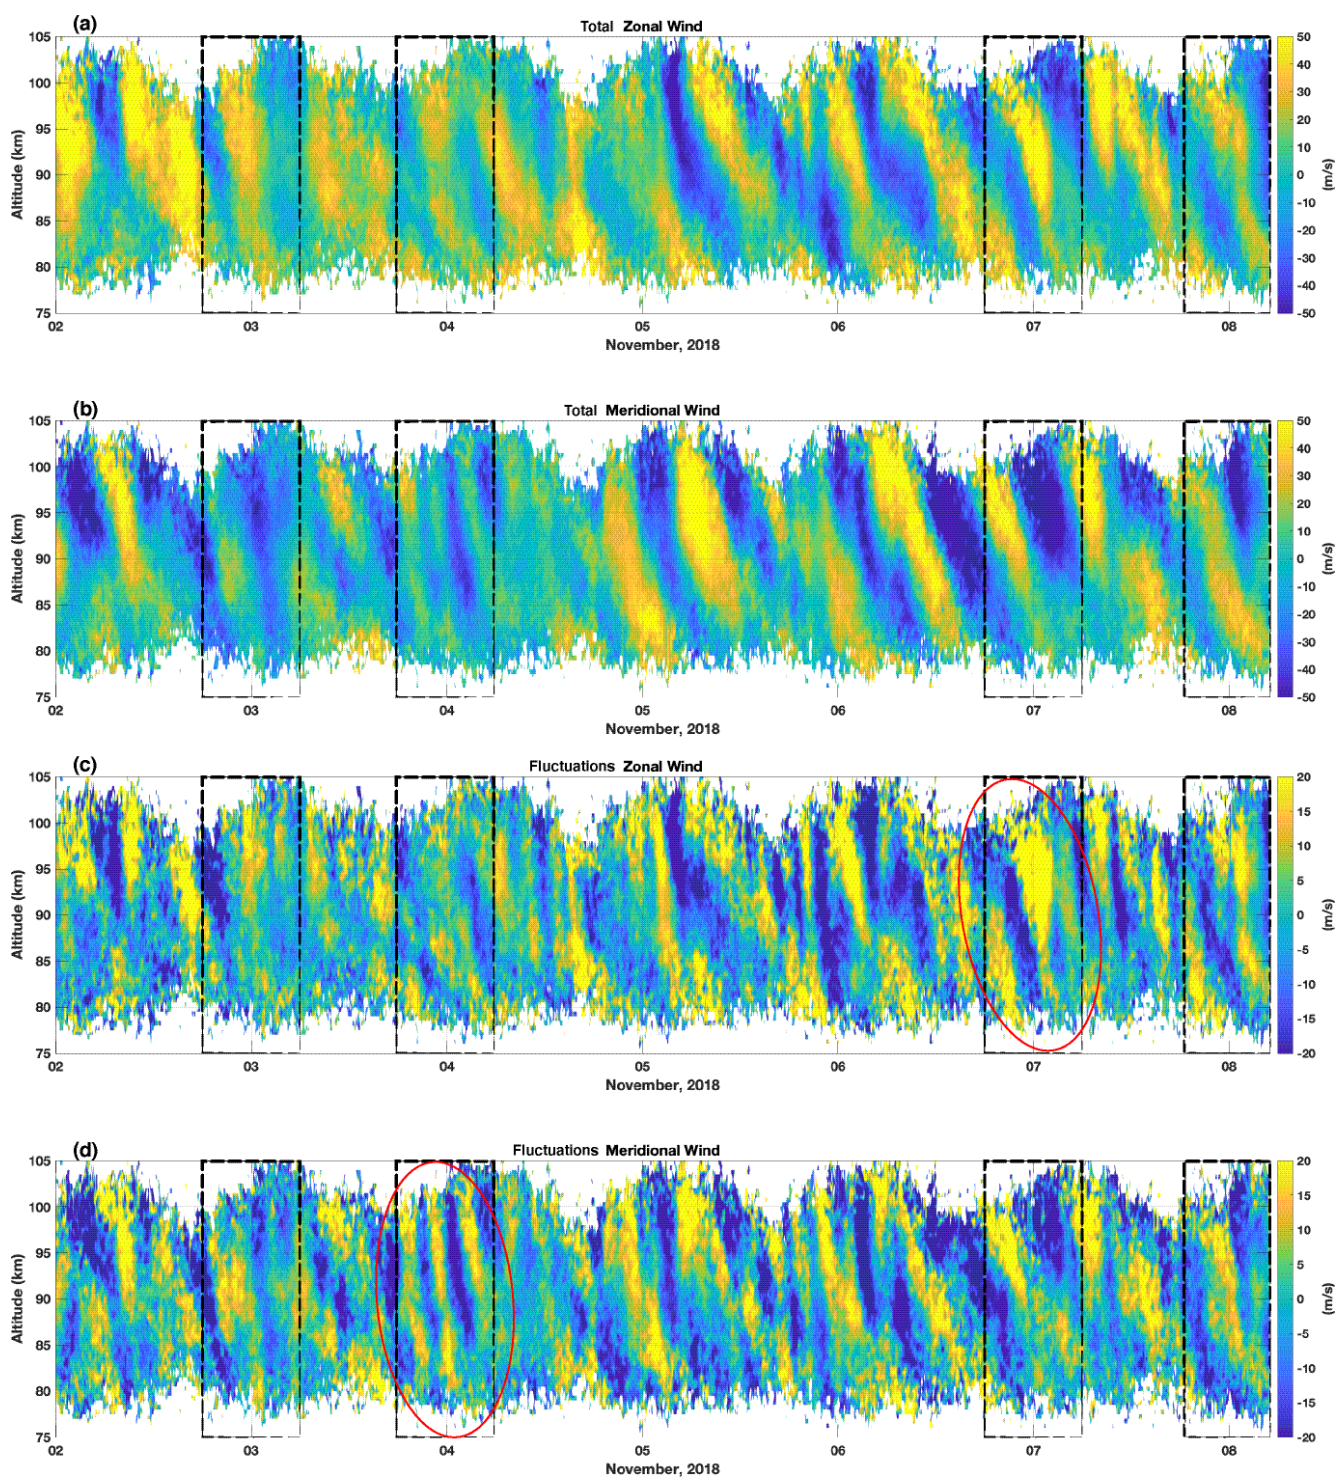 (a)
Total Zonal Wind
105
100
95
90
85
80
75
Altitude (km)
02 03 04 05 06 07 08
November, 2018
50
40
30
20
10
0
-10
-20
-30
-40
-50
(m/s)
(b)
Total Meridional Wind
105
100
95
90
85
80
75
Altitude (km)
02 03 04 05 06 07 08
November, 2018
50
40
30
20
10
0
-10
-20
-30
-40
-50
(m/s)
(c)
Fluctuations Zonal Wind
105
100
95
90
85
80
75
Altitude (km)
02 03 04 05 06 07 08
November, 2018
20
15
10
5
0
-5
-10
-15
-20
(m/s)
(d)
Fluctuations Meridional Wind
105
100
95
90
85
80
75
Altitude (km)
02 03 04 05 06 07 08
November, 2018
20
15
10
5
0
-5
-10
-15
-20
(m/s)